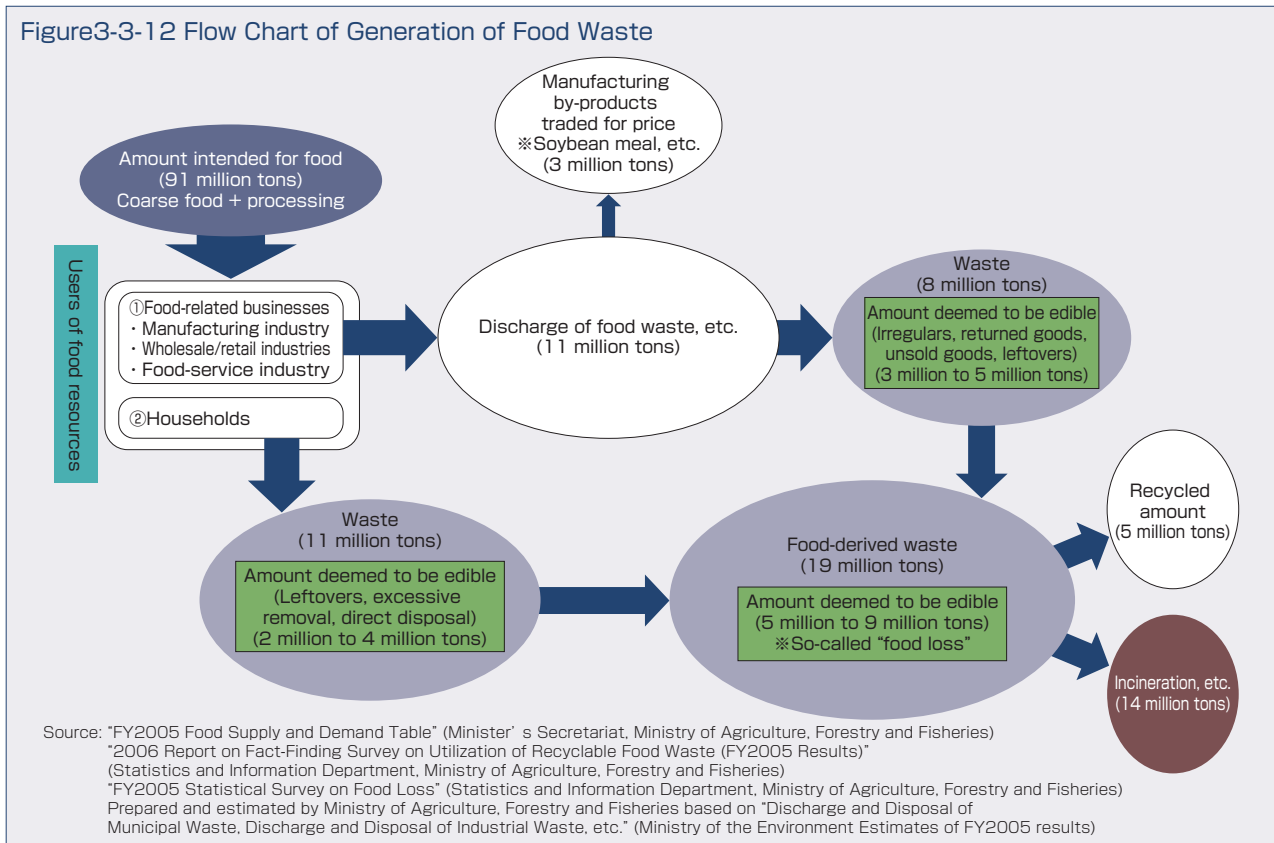 Figure3-3-12 Flow Chart of Generation of Food Waste
Manufacturing
by-products
traded for price
※Soybean meal, etc.
(3 million tons)
Amount intended for food
(91 million tons)
Coarse food + processing
Users of food resources
①Food-related businesses
・Manufacturing industry
・Wholesale/retail industries
・Food-service industry
②Households
Discharge of food waste, etc.
(11 million tons)
Waste
(8 million tons)
Amount deemed to be edible
(Irregulars, returned goods,
unsold goods, leftovers)
(3 million to 5 million tons)
Waste
(11 million tons)
Amount deemed to be edible
(Leftovers, excessive
removal, direct disposal)
(2 million to 4 million tons)
Food-derived waste
(19 million tons)
Amount deemed to be edible
(5 million to 9 million tons)
※So-called “food loss”
Recycled
amount
(5 million tons)
Incineration, etc.
(14 million tons)
Source: “FY2005 Food Supply and Demand Table” (Minister’ s Secretariat, Ministry of Agriculture, Forestry and Fisheries)
“2006 Report on Fact-Finding Survey on Utilization of Recyclable Food Waste (FY2005 Results)”
(Statistics and Information Department, Ministry of Agriculture, Forestry and Fisheries)
“FY2005 Statistical Survey on Food Loss” (Statistics and Information Department, Ministry of Agriculture, Forestry and Fisheries)
Prepared and estimated by Ministry of Agriculture, Forestry and Fisheries based on “Discharge and Disposal of
Municipal Waste, Discharge and Disposal of Industrial Waste, etc.” (Ministry of the Environment Estimates of FY2005 results)